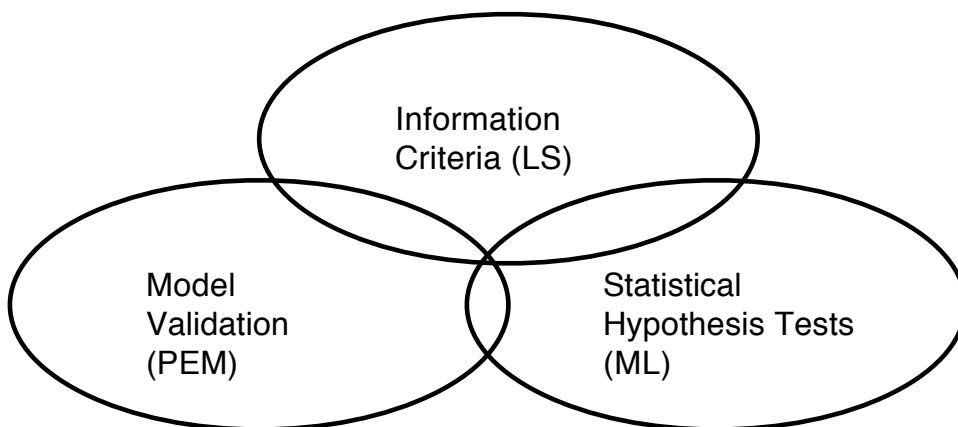 Information
Criteria (LS)
Model
Validation
(PEM)
Statistical
Hypothesis Tests
(ML)